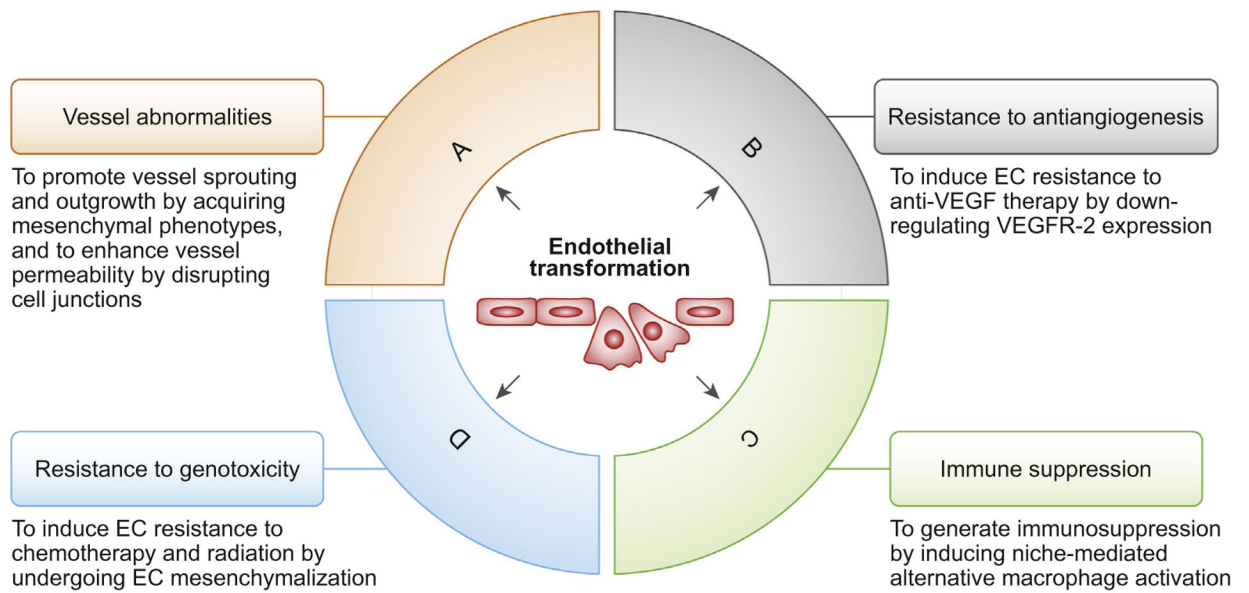 Vessel abnormalities
To promote vessel sprouting
and outgrowth by acquiring
mesenchymal phenotypes,
and to enhance vessel
permeability by disrupting
cell junctions
A
B
Resistance to antiangiogenesis
To induce EC resistance to
anti-VEGF therapy by down-
regulating VEGFR-2 expression
Endothelial
transformation
Resistance to genotoxicity
To induce EC resistance to
chemotherapy and radiation by
undergoing EC mesenchymalization
D
C
Immune suppression
To generate immunosuppression
by inducing niche-mediated
alternative macrophage activation